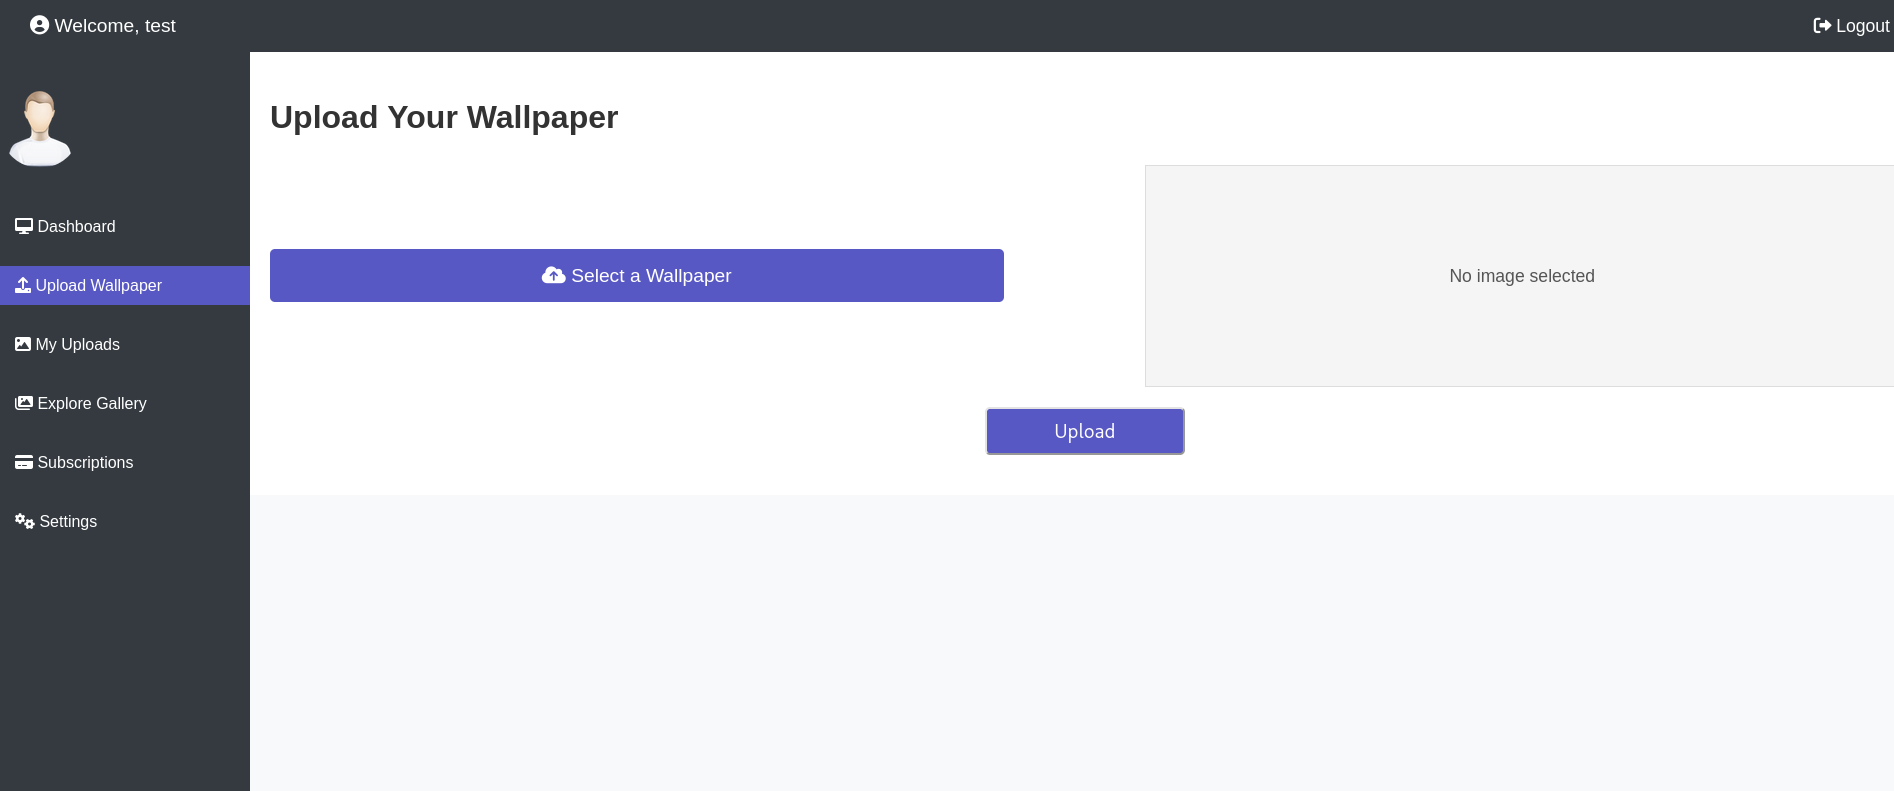 Welcome, test
Logout
Dashboard
Upload Wallpaper
My Uploads
Explore Gallery
Subscriptions
Settings
Upload Your Wallpaper
Select a Wallpaper
No image selected
Upload